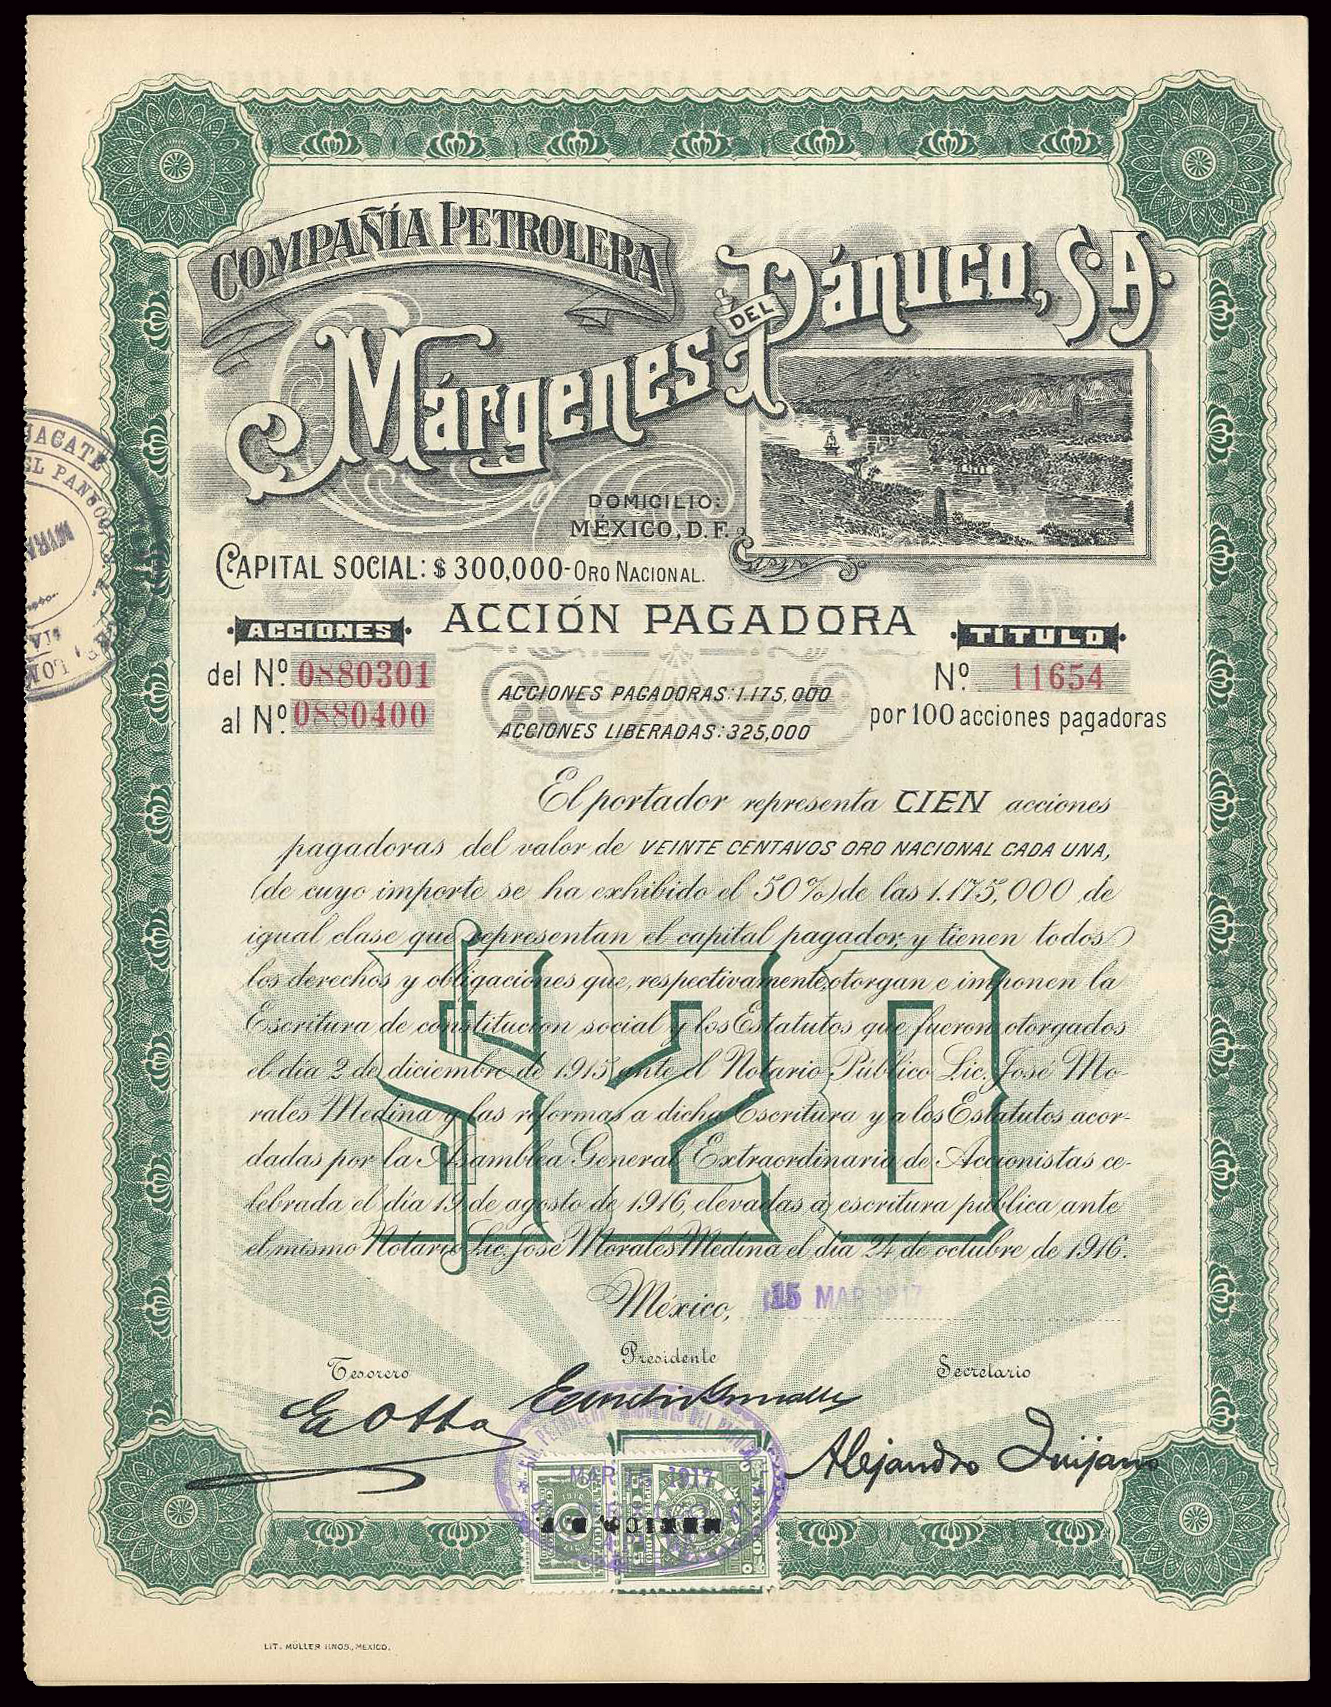 COMPAÑÍA PETROLERA
Márgenes DEL Pánuco, S.A.
DOMICILIO:
MÉXICO, D.F.
CAPITAL SOCIAL: $300,000-ORO NACIONAL.
ACCIÓN PAGADORA
ACCIONES
del Nº. 0880301
al Nº. 0880400
ACCIONES PAGADORAS: 1.175,000
ACCIONES LIBERADAS: 325,000
TITULO
Nº. 11654
por 100 acciones pagadoras
El portador representa CIEN acciones
pagadoras del valor de VEINTE CENTAVOS ORO NACIONAL CADA UNA,
(de cuyo importe se ha exhibido el 50%) de las 1.175,000 de
igual clase que representan el capital pagador, y tienen todos
los derechos y obligaciones que, respectivamente, otorgan e imponen la
Escritura de constitución social y los Estatutos que fueron otorgados
el día 2 de diciembre de 1915 ante el Notario Público Lic. José Mo-
rales Medina y las reformas a dicha Escritura y a los Estatutos acor-
dadas por la Asamblea General Extraordinaria de Accionistas ce-
lebrada el día 19 de agosto de 1916, elevadas a escritura pública ante
el mismo Notario Lic. José Morales Medina el día 24 de octubre de 1916.
$20
México, 15 MAR 1917
Tesorero
Presidente
Secretario
Alejandro Quijano
MAR 15 1917
LIT. MÜLLER HNOS., MEXICO.